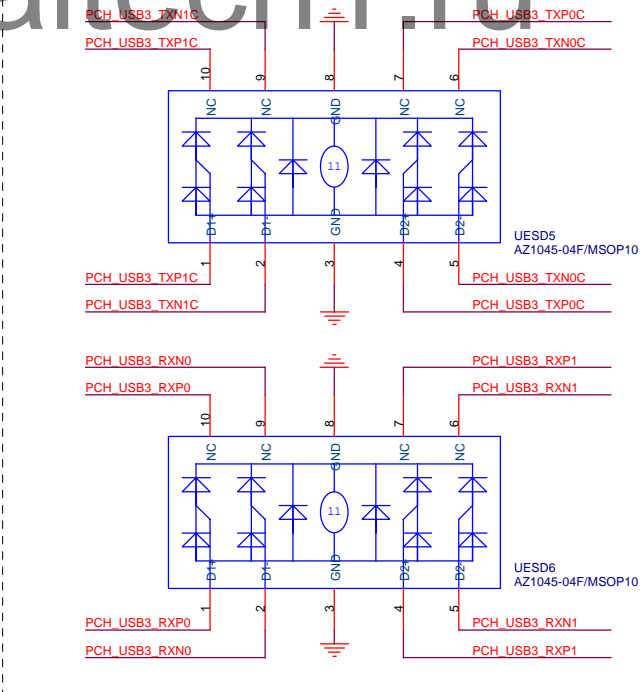 altech1.ru
PCH_USB3_TXN1C
PCH_USB3_TXP0C
PCH_USB3_TXP1C
PCH_USB3_TXN0C
10
9
8
7
6
NC
NC
GND
NC
NC
11
D1+
D1-
GND
D2+
D2-
UESD5
AZ1045-04F/MSOP10
1
2
3
4
5
PCH_USB3_TXP1C
PCH_USB3_TXN0C
PCH_USB3_TXN1C
PCH_USB3_TXP0C
PCH_USB3_RXN0
PCH_USB3_RXP1
PCH_USB3_RXP0
PCH_USB3_RXN1
10
9
8
7
6
NC
NC
GND
NC
NC
11
D1+
D1-
GND
D2+
D2-
UESD6
AZ1045-04F/MSOP10
1
2
3
4
5
PCH_USB3_RXP0
PCH_USB3_RXN1
PCH_USB3_RXN0
PCH_USB3_RXP1